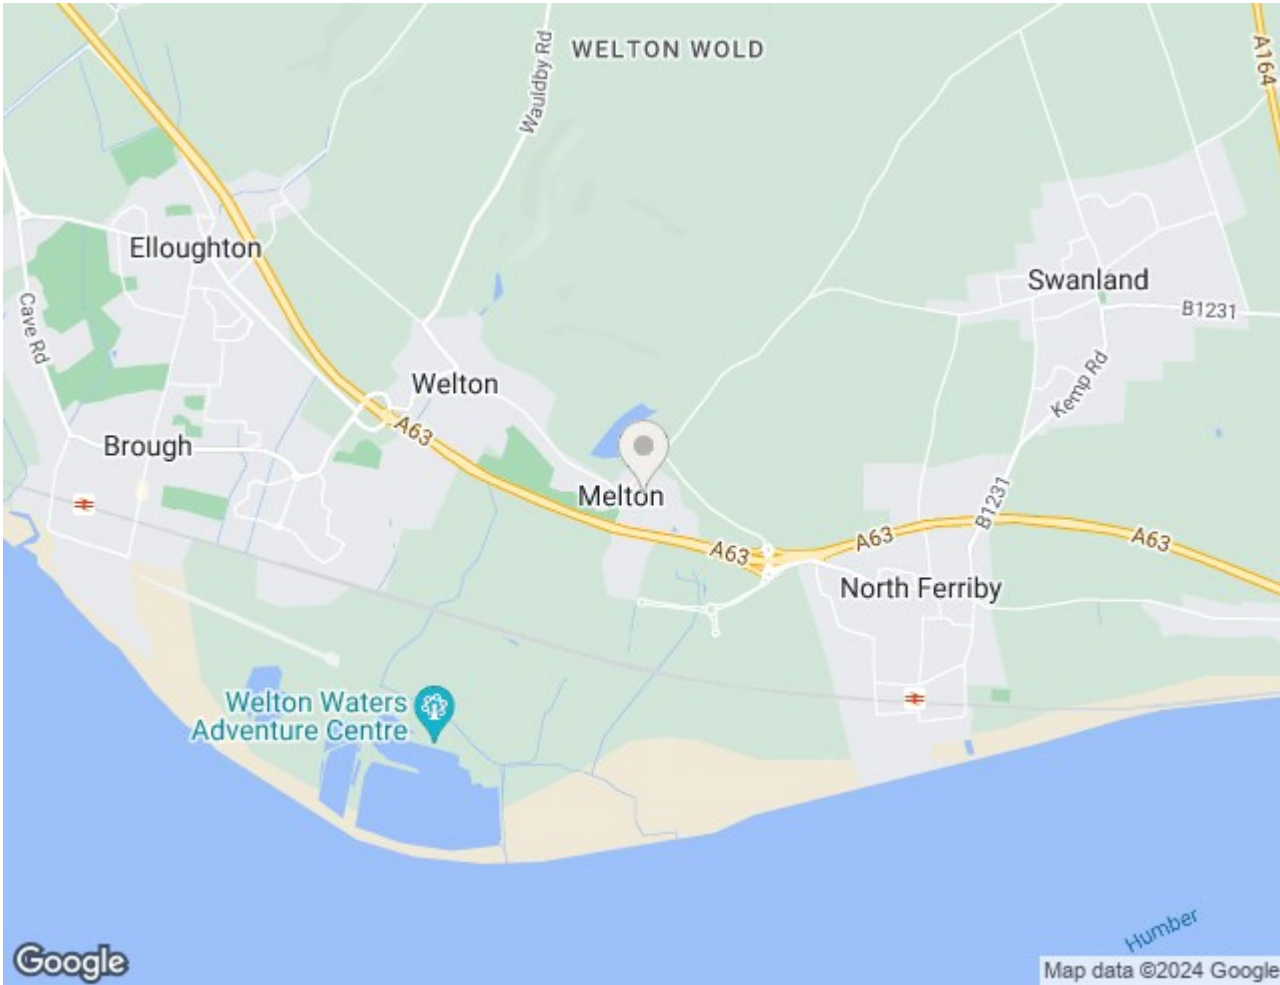 WELTON WOLD
A164
Wauldby Rd
Elloughton
Swanland
B1231
Cave Rd
Kemp Rd
Welton
A63
Brough
Melton
B1231
A63
A63
A63
North Ferriby
Welton Waters
Adventure Centre
Humber
Google
Map data ©2024 Google